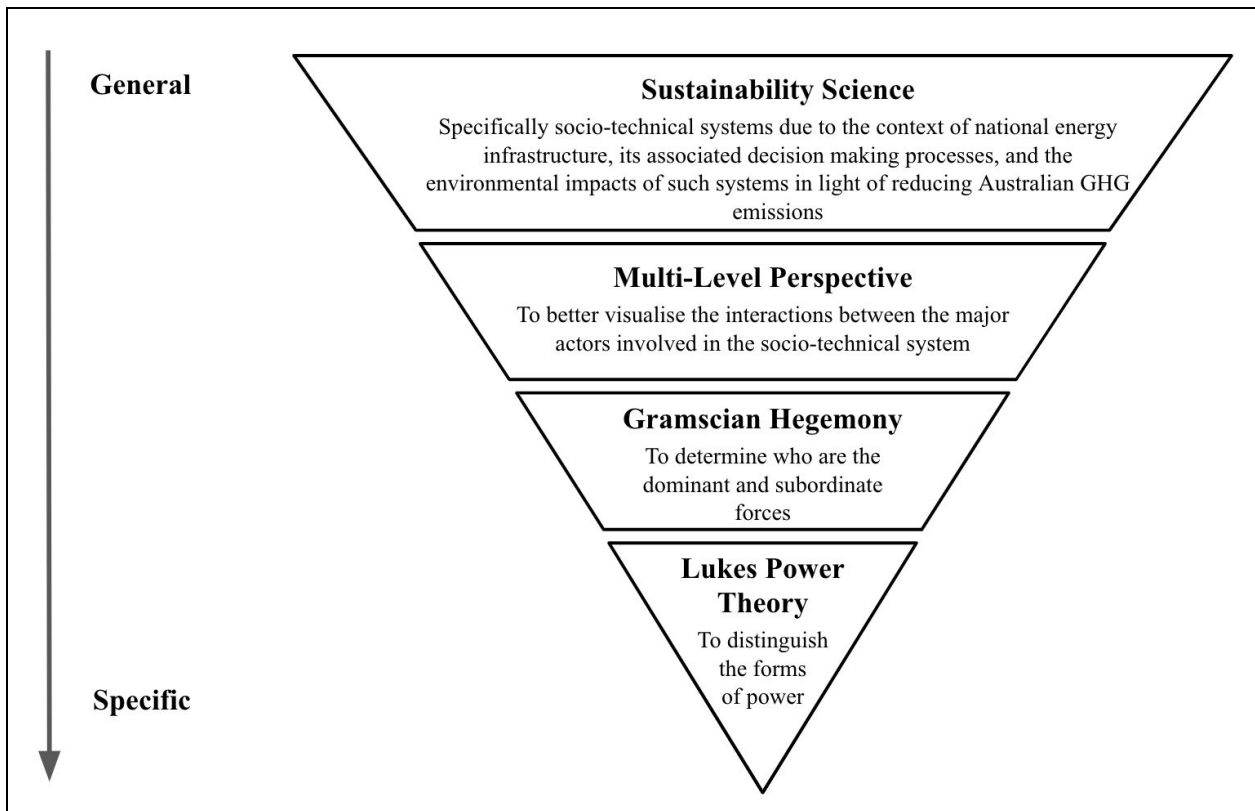 General
Sustainability Science
Specifically socio-technical systems due to the context of national energy
infrastructure, its associated decision making processes, and the
environmental impacts of such systems in light of reducing Australian GHG
emissions
Multi-Level Perspective
To better visualise the interactions between the major
actors involved in the socio-technical system
Gramscian Hegemony
To determine who are the
dominant and subordinate
forces
Lukes Power
Theory
To distinguish
the forms
of power
Specific